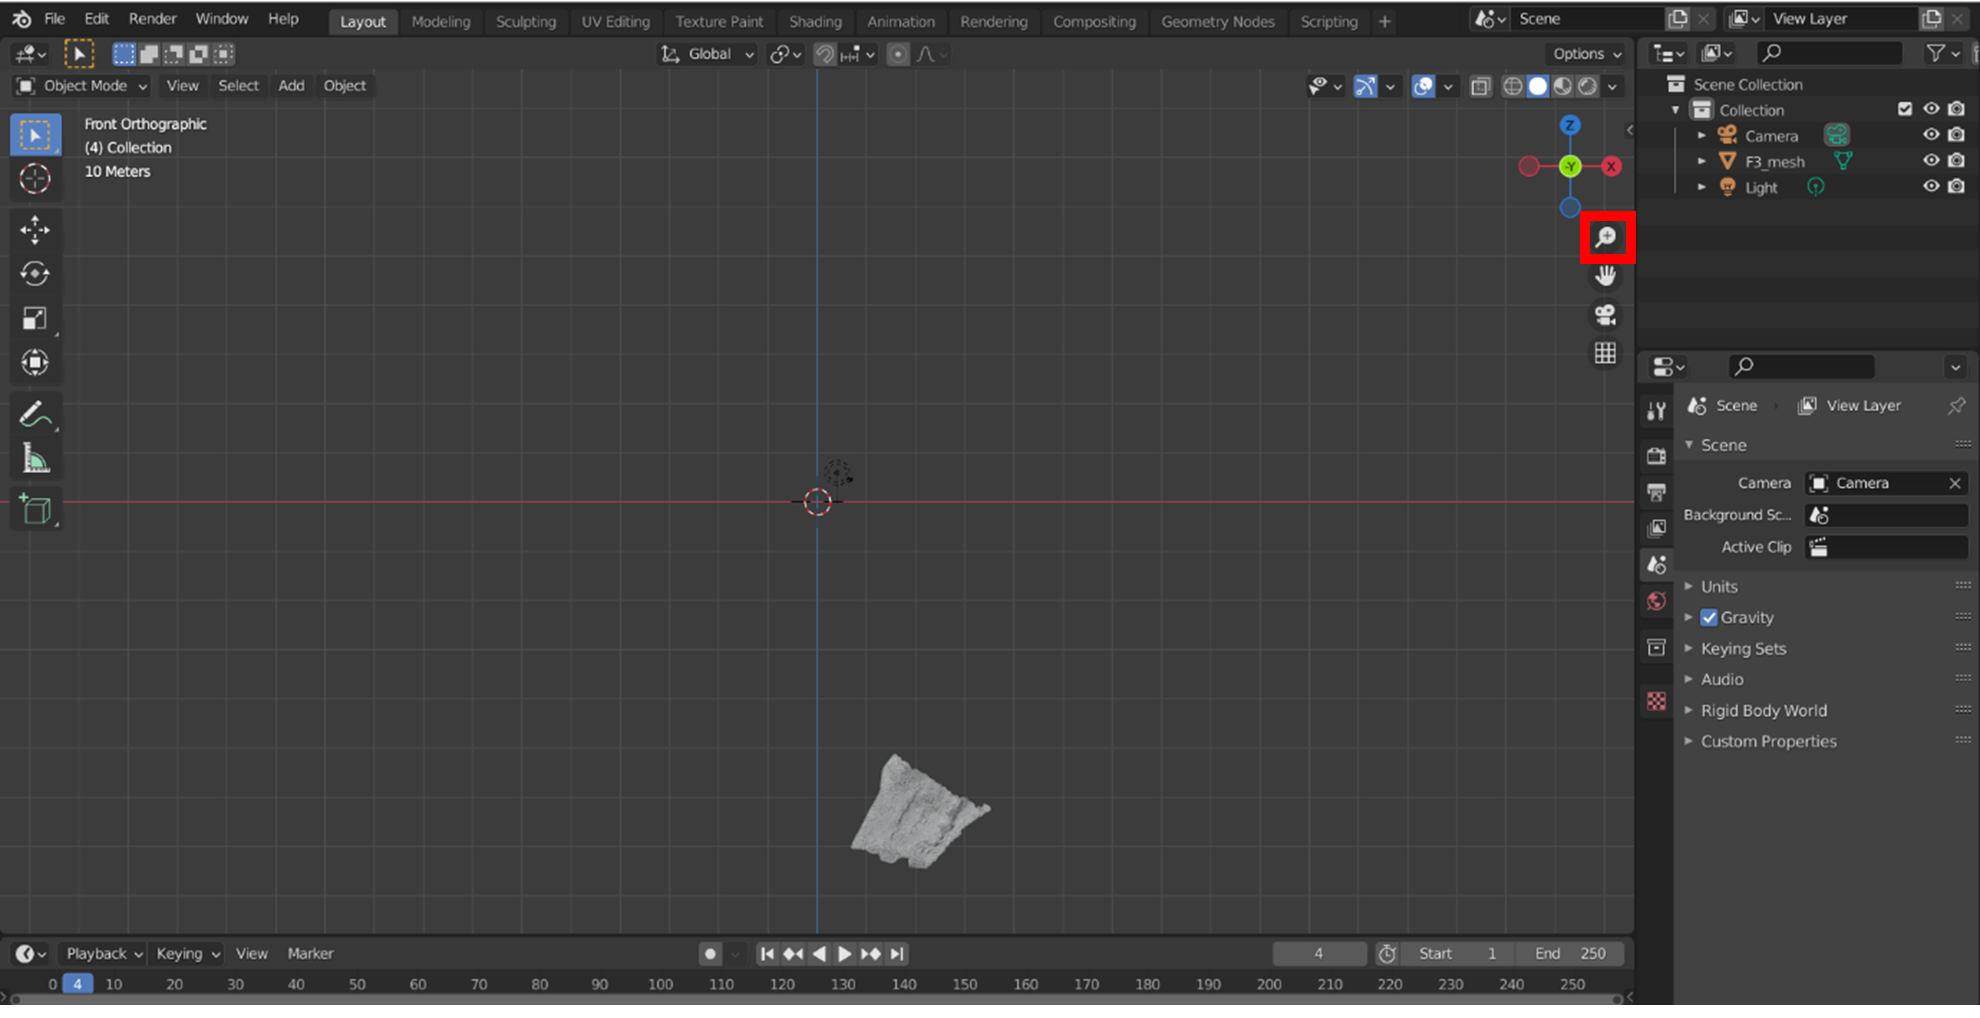 File Edit Render Window Help Layout Modeling Sculpting UV Editing Texture Paint Shading Animation Rendering Compositing Geometry Nodes Scripting + Scene View Layer
Global Options
Object Mode View Select Add Object
Front Orthographic
(4) Collection
10 Meters
Z
-Y
X
Scene Collection
Collection
Camera
F3_mesh
Light
Scene View Layer
Scene
Camera Camera
Background Sc...
Active Clip
Units
Gravity
Keying Sets
Audio
Rigid Body World
Custom Properties
Playback Keying View Marker 4 Start 1 End 250
0 4 10 20 30 40 50 60 70 80 90 100 110 120 130 140 150 160 170 180 190 200 210 220 230 240 250